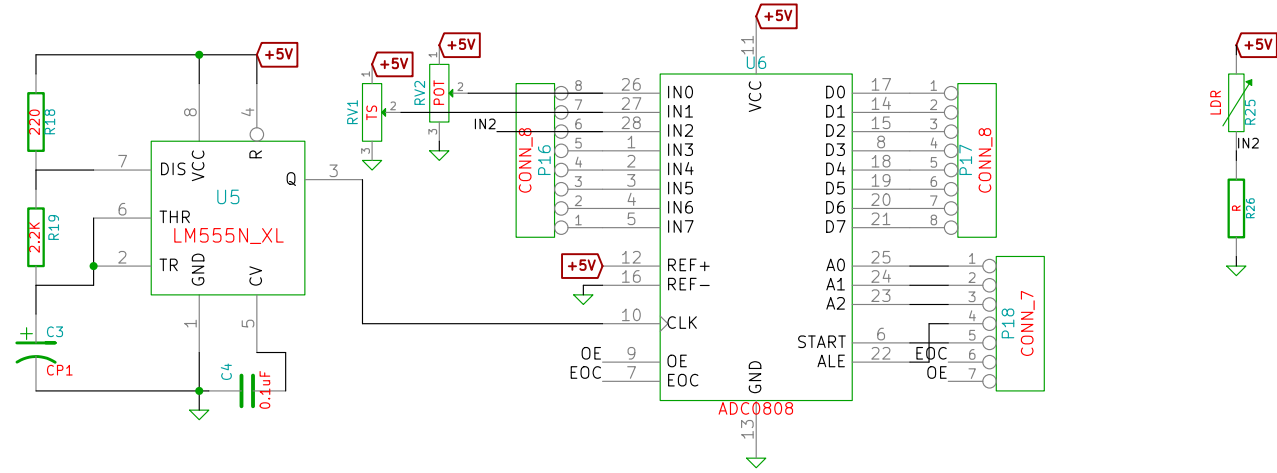 +5V
220
R18
2.2K
R19
+
C3
CP1
7
DIS
6
THR
2
TR
8
VCC
4
R
Q
3
U5
LM555N_XL
GND
1
CV
5
C4
0.1uF
+5V
1
RV1
TS
2
3
+5V
1
RV2
POT
2
3
IN2
CONN_8
P16
8
7
6
5
4
3
2
1
+5V
11
U6
VCC
26 IN0
27 IN1
28 IN2
1 IN3
2 IN4
3 IN5
4 IN6
5 IN7
+5V
12 REF+
16 REF-
10 CLK
OE 9 OE
EOC 7 EOC
GND
ADC0808
13
D0 17 1
D1 14 2
D2 15 3
D3 8 4
D4 18 5
D5 19 6
D6 20 7
D7 21 8
P17
CONN_8
A0 25 1
A1 24 2
A2 23 3
4
START 6 5
ALE 22 EOC 6
OE 7
P18
CONN_7
+5V
LDR
R25
IN2
R
R26